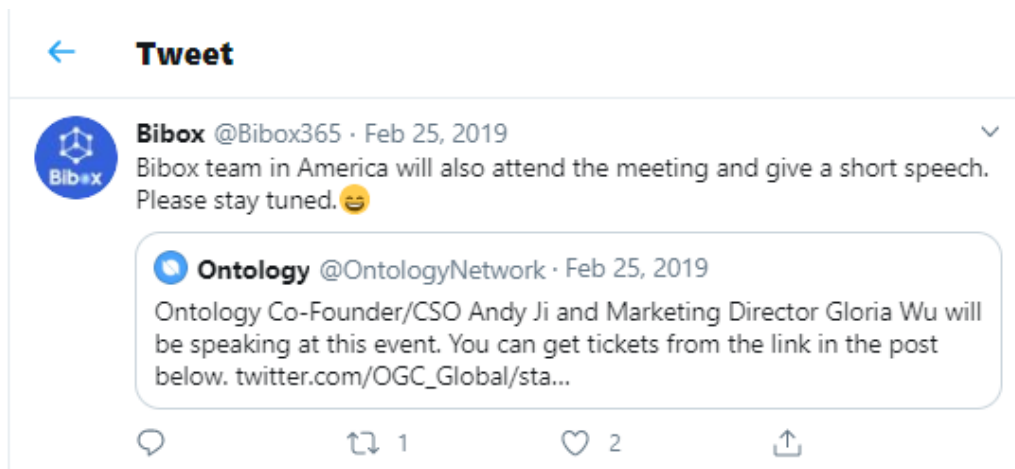 Tweet
Bibox @Bibox365 · Feb 25, 2019
Bibox
Bibox team in America will also attend the meeting and give a short speech.
Please stay tuned.😄
Ontology @OntologyNetwork · Feb 25, 2019
Ontology Co-Founder/CSO Andy Ji and Marketing Director Gloria Wu will
be speaking at this event. You can get tickets from the link in the post
below. twitter.com/OGC_Global/sta...
1 2